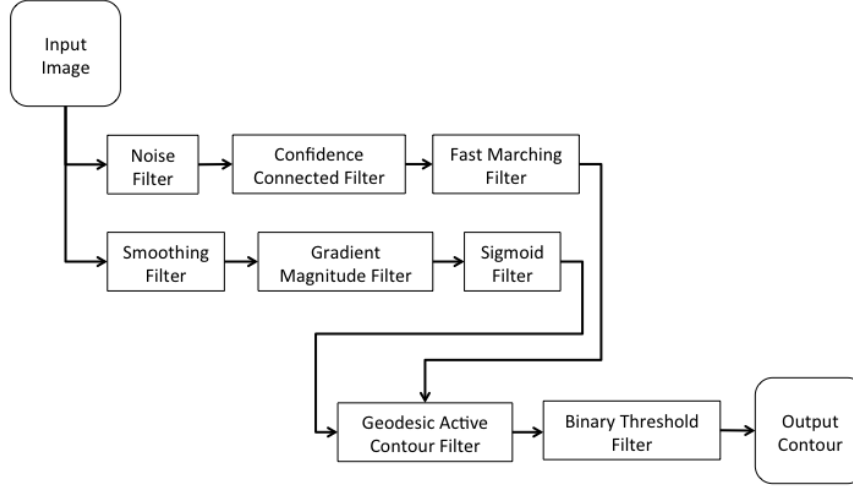 Input
Image
Noise
Filter
Confidence
Connected Filter
Fast Marching
Filter
Smoothing
Filter
Gradient
Magnitude Filter
Sigmoid
Filter
Geodesic Active
Contour Filter
Binary Threshold
Filter
Output
Contour